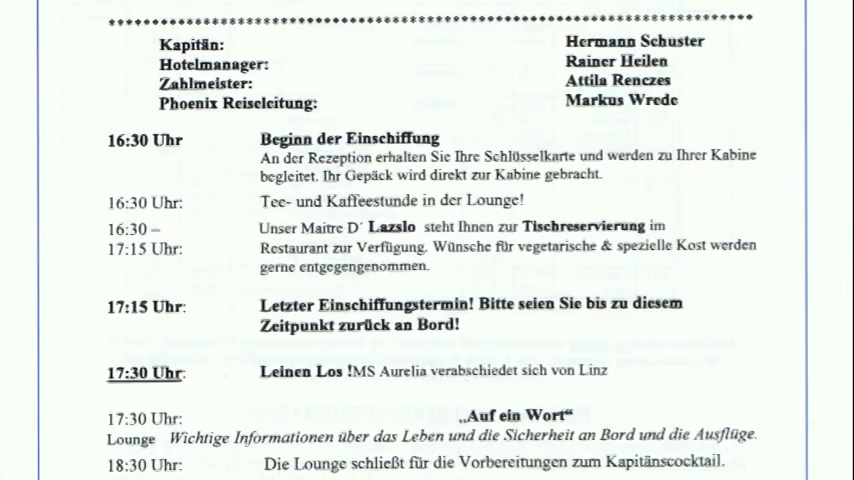 Kapitän: Hermann Schuster
Hotelmanager: Rainer Heilen
Zahlmeister: Attila Renczes
Phoenix Reiseleitung: Markus Wrede
16:30 Uhr Beginn der Einschiffung
An der Rezeption erhalten Sie Ihre Schlüsselkarte und werden zu Ihrer Kabine
begleitet. Ihr Gepäck wird direkt zur Kabine gebracht.
16:30 Uhr: Tee- und Kaffeestunde in der Lounge!
16:30 – Unser Maitre D´ Lazslo steht Ihnen zur Tischreservierung im
17:15 Uhr: Restaurant zur Verfügung. Wünsche für vegetarische & spezielle Kost werden
gerne entgegengenommen.
17:15 Uhr: Letzter Einschiffungstermin! Bitte seien Sie bis zu diesem
Zeitpunkt zurück an Bord!
17:30 Uhr: Leinen Los !MS Aurelia verabschiedet sich von Linz
17:30 Uhr: „Auf ein Wort“
Lounge Wichtige Informationen über das Leben und die Sicherheit an Bord und die Ausflüge.
18:30 Uhr: Die Lounge schließt für die Vorbereitungen zum Kapitänscocktail.